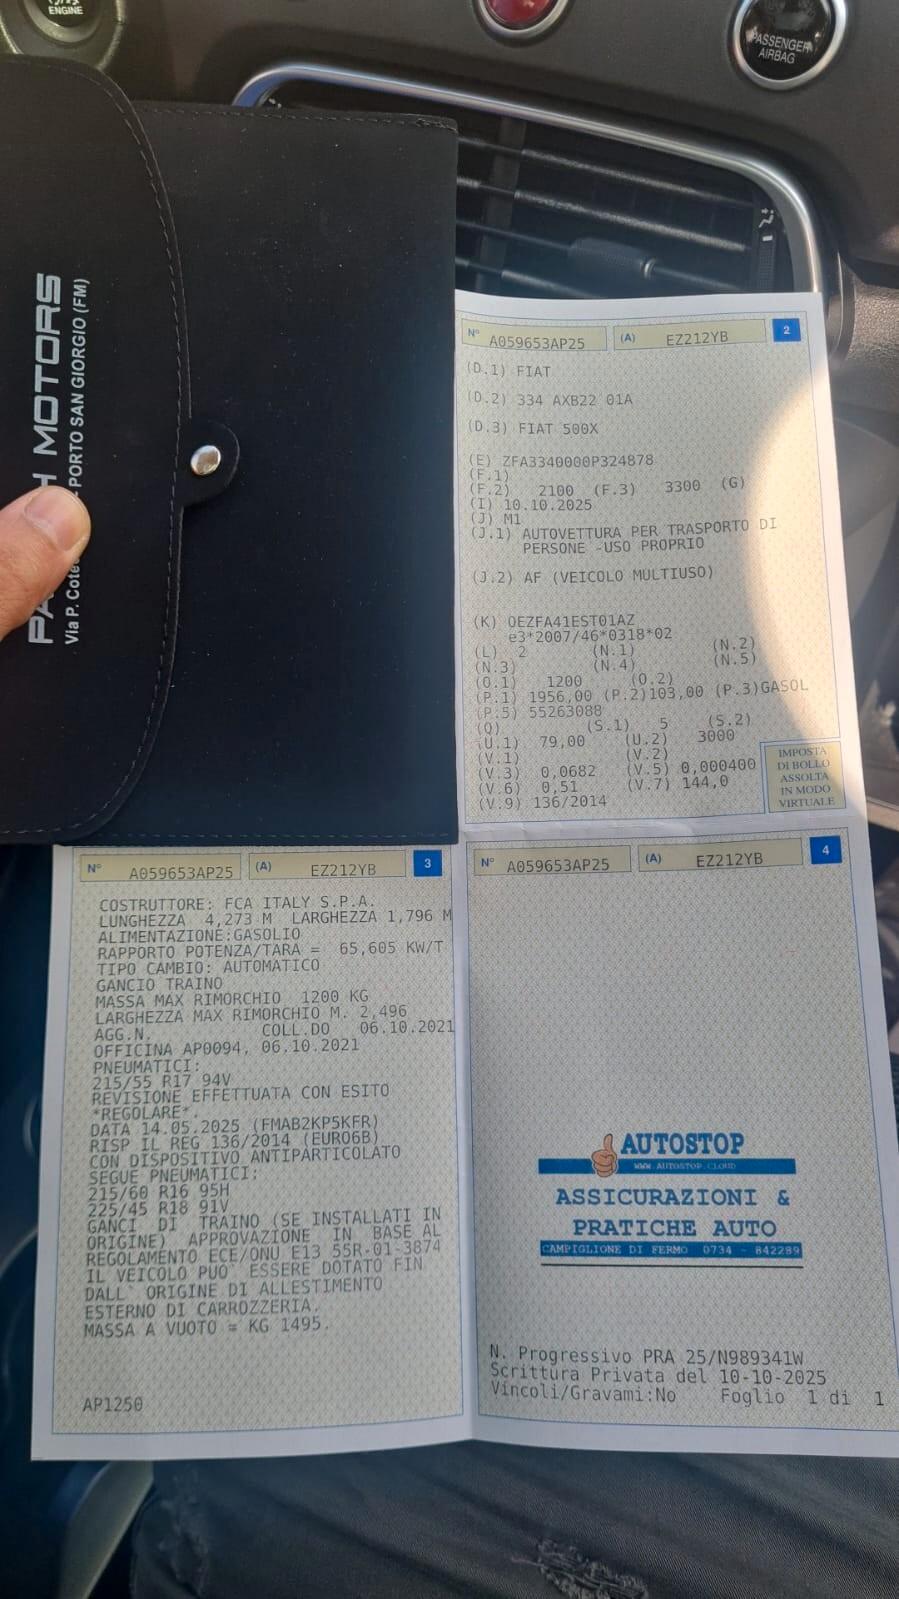 ENGINE
PASSENGER
AIRBAG
MOTORS
Via P. PORTO SAN GIORGIO (FM)
N° A059653AP25 (A) EZ212YB 2
(D.1) FIAT
(D.2) 334 AXB22 01A
(D.3) FIAT 500X
(E) ZFA3340000P324878
(F.1)
(F.2) 2100 (F.3) 3300 (G)
(I) 10.10.2025
(J) M1
(J.1) AUTOVETTURA PER TRASPORTO DI
PERSONE -USO PROPRIO
(J.2) AF (VEICOLO MULTIUSO)
(K) OEZFA41EST01AZ
e3*2007/46*0318*02
(L) 2 (N.1) (N.2)
(N.3) (N.4) (N.5)
(O.1) 1200 (O.2)
(P.1) 1956,00 (P.2)103,00 (P.3)GASOL
(P.5) 55263088
(Q) (S.1) 5 (S.2)
(U.1) 79,00 (U.2) 3000
(V.1) (V.2)
(V.3) 0,0682 (V.5) 0,000400
(V.6) 0,51 (V.7) 144,0
(V.9) 136/2014
IMPOSTA
DI BOLLO
ASSOLTA
IN MODO
VIRTUALE
N° A059653AP25 (A) EZ212YB 3
COSTRUTTORE: FCA ITALY S.P.A.
LUNGHEZZA 4,273 M LARGHEZZA 1,796 M
ALIMENTAZIONE:GASOLIO
RAPPORTO POTENZA/TARA = 65,605 KW/T
TIPO CAMBIO: AUTOMATICO
GANCIO TRAINO
MASSA MAX RIMORCHIO 1200 KG
LARGHEZZA MAX RIMORCHIO M. 2,496
AGG.N. COLL.DO 06.10.2021
OFFICINA AP0094, 06.10.2021
PNEUMATICI:
215/55 R17 94V
REVISIONE EFFETTUATA CON ESITO
*REGOLARE*.
DATA 14.05.2025 (FMAB2KP5KFR)
RISP IL REG 136/2014 (EURO6B)
CON DISPOSITIVO ANTIPARTICOLATO
SEGUE PNEUMATICI:
215/60 R16 95H
225/45 R18 91V
GANCI DI TRAINO (SE INSTALLATI IN
ORIGINE) APPROVAZIONE IN BASE AL
REGOLAMENTO ECE/ONU E13 55R-01-3874
IL VEICOLO PUO` ESSERE DOTATO FIN
DALL` ORIGINE DI ALLESTIMENTO
ESTERNO DI CARROZZERIA.
MASSA A VUOTO = KG 1495.
AP1250
N° A059653AP25 (A) EZ212YB 4
AUTOSTOP
WWW.AUTOSTOP.CLOUD
ASSICURAZIONI &
PRATICHE AUTO
CAMPIGLIONE DI FERMO 0734 - 842289
N. Progressivo PRA 25/N989341W
Scrittura Privata del 10-10-2025
Vincoli/Gravami:No Foglio 1 di 1